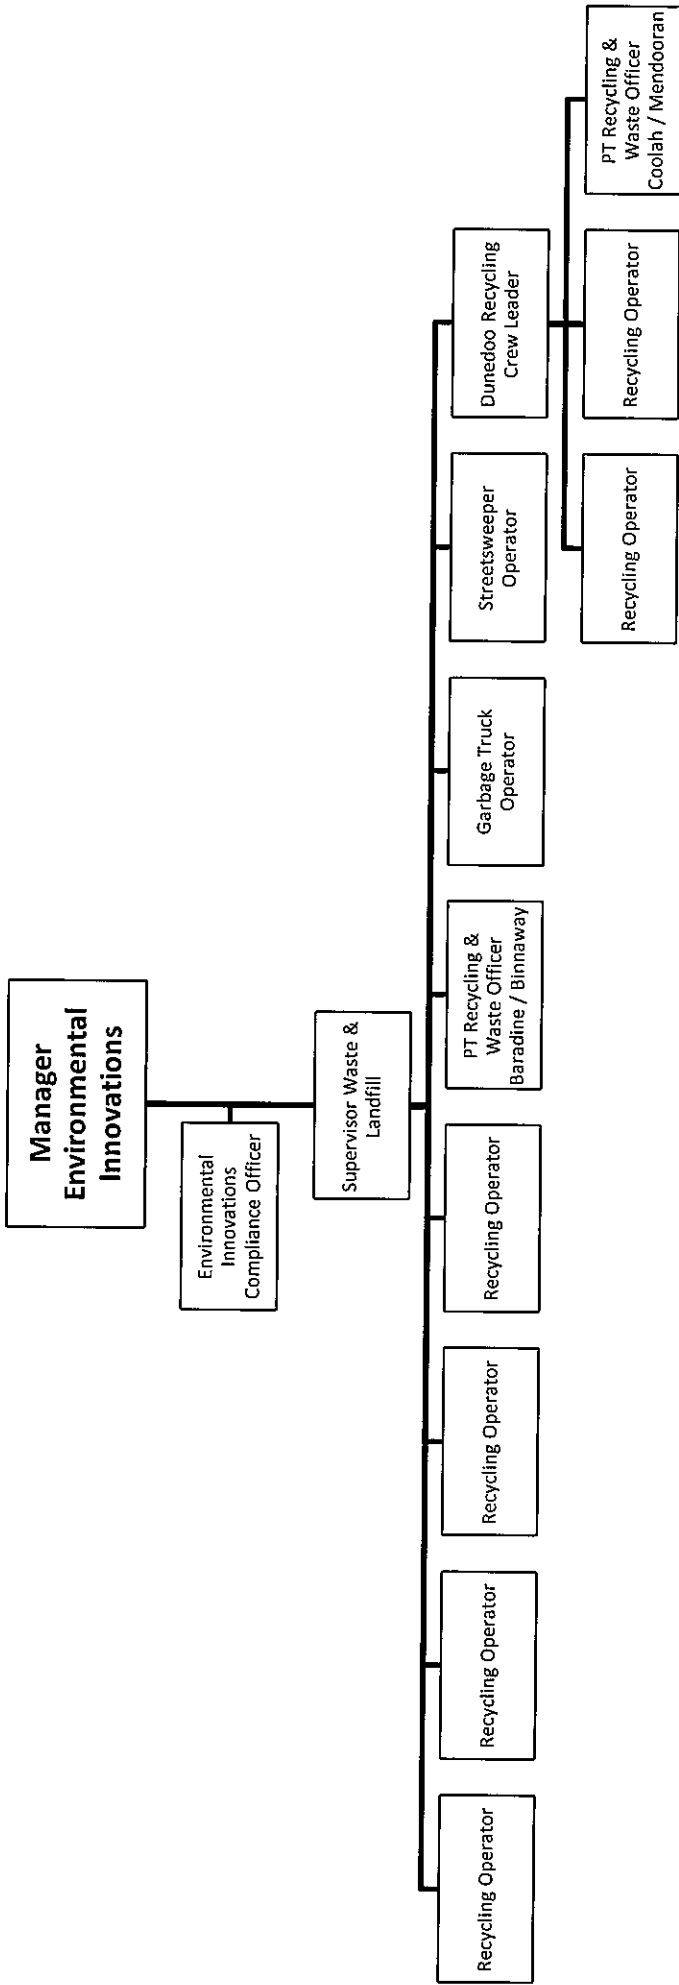 Manager
Environmental
Innovations
Environmental
Innovations
Compliance Officer
Supervisor Waste &
Landfill
Recycling Operator
Recycling Operator
Recycling Operator
Recycling Operator
PT Recycling &
Waste Officer
Baradine / Binnaway
Garbage Truck
Operator
Streetsweeper
Operator
Dunedoo Recycling
Crew Leader
Recycling Operator
Recycling Operator
PT Recycling &
Waste Officer
Coolah / Mendooran